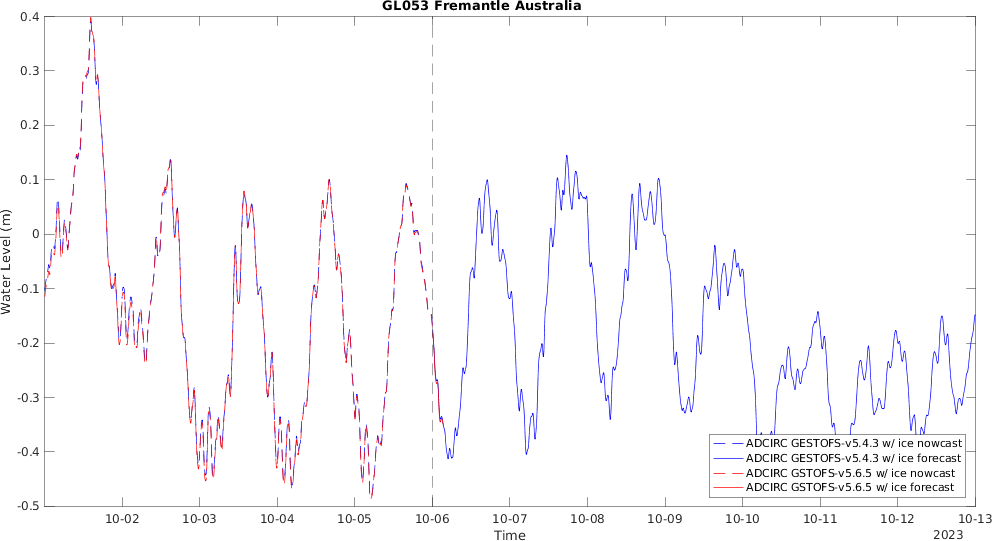 GL053 Fremantle Australia
0.4
0.3
0.2
0.1
0
-0.1
-0.2
-0.3
-0.4
-0.5
Water Level (m)
ADCIRC GESTOFS-v5.4.3 w/ ice nowcast
ADCIRC GESTOFS-v5.4.3 w/ ice forecast
ADCIRC GSTOFS-v5.6.5 w/ ice nowcast
ADCIRC GSTOFS-v5.6.5 w/ ice forecast
10-02 10-03 10-04 10-05 10-06 10-07 10-08 10-09 10-10 10-11 10-12 10-13
Time
2023